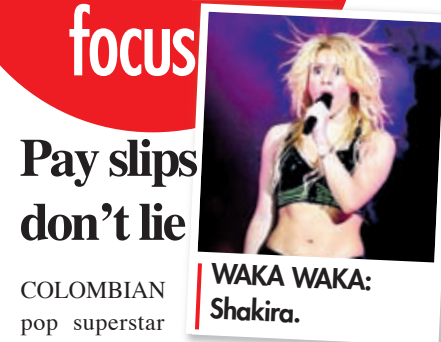 focus
Pay slips
don't lie
COLOMBIAN
pop superstar
WAKA WAKA:
Shakira.